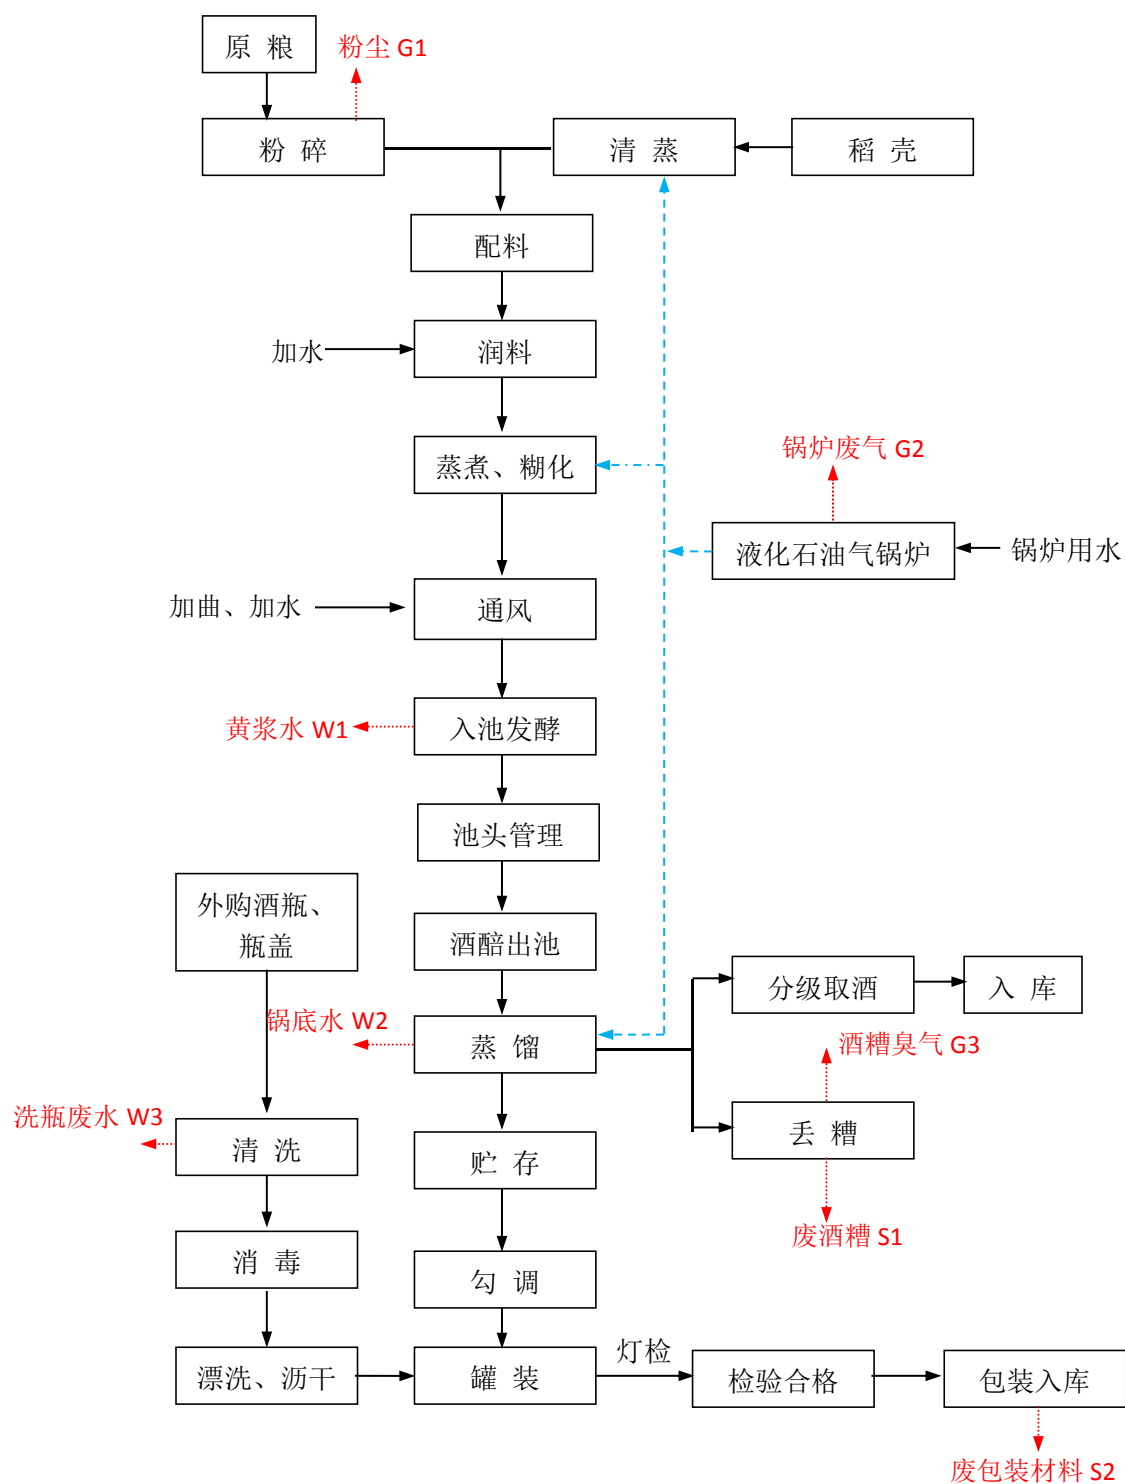 原 粮
粉尘 G1
粉 碎
清 蒸
稻 壳
配料
加水
润料
蒸煮、糊化
锅炉废气 G2
液化石油气锅炉
锅炉用水
加曲、加水
通风
黄浆水 W1
入池发酵
池头管理
外购酒瓶、
瓶盖
酒醅出池
分级取酒
入 库
锅底水 W2
蒸 馏
酒糟臭气 G3
洗瓶废水 W3
清 洗
贮 存
丢 糟
废酒糟 S1
消 毒
勾 调
灯检
漂洗、沥干
罐 装
检验合格
包装入库
废包装材料 S2